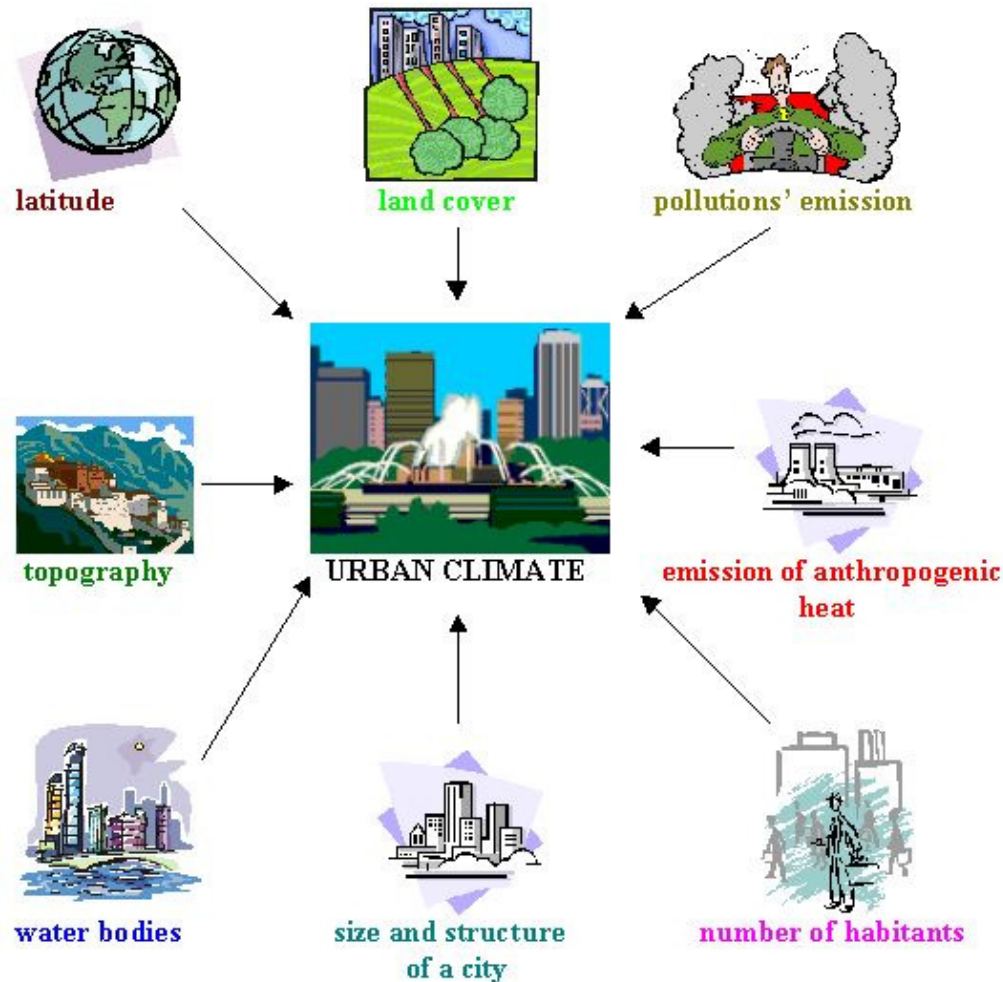 latitude
land cover
pollutions’ emission
topography
URBAN CLIMATE
emission of anthropogenic
heat
water bodies
size and structure
of a city
number of habitants